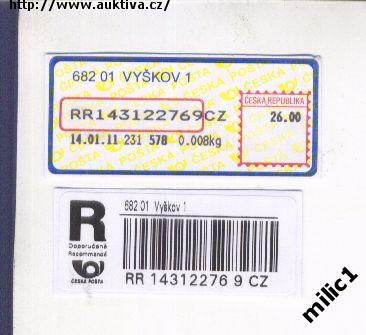 http://www.auktiva.cz/
682 01 VYŠKOV 1
ČESKÁ REPUBLIKA
RR143122769CZ
26.00
14.01.11 231 578 0.008kg
R
682 01 Vyškov 1
Doporučeně
Recommandé
ČESKÁ POŠTA
RR 14312276 9 CZ
milic1